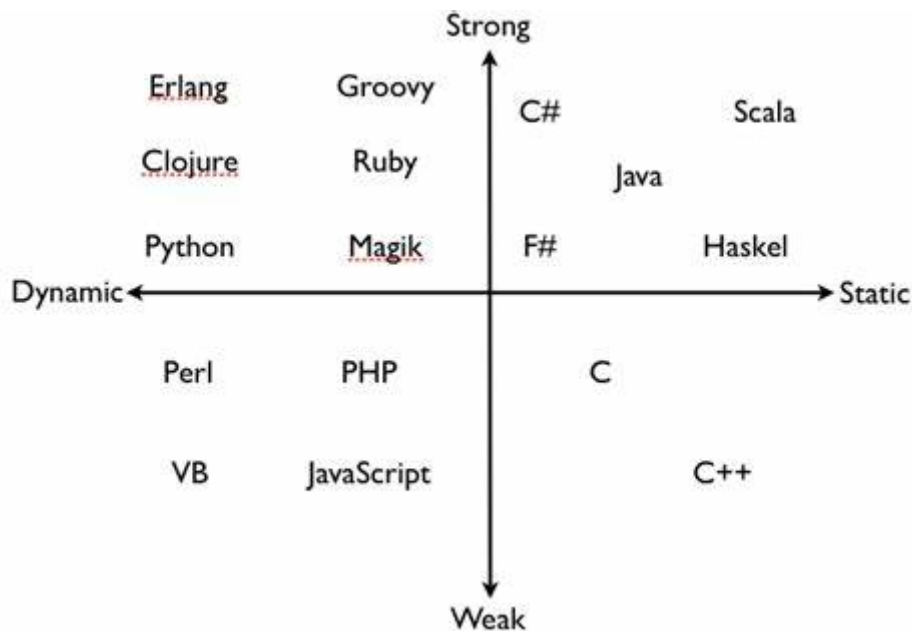 Strong
Erlang Groovy C# Scala
Clojure Ruby Java
Python Magik F# Haskel
Dynamic Static
Perl PHP C
VB JavaScript C++
Weak